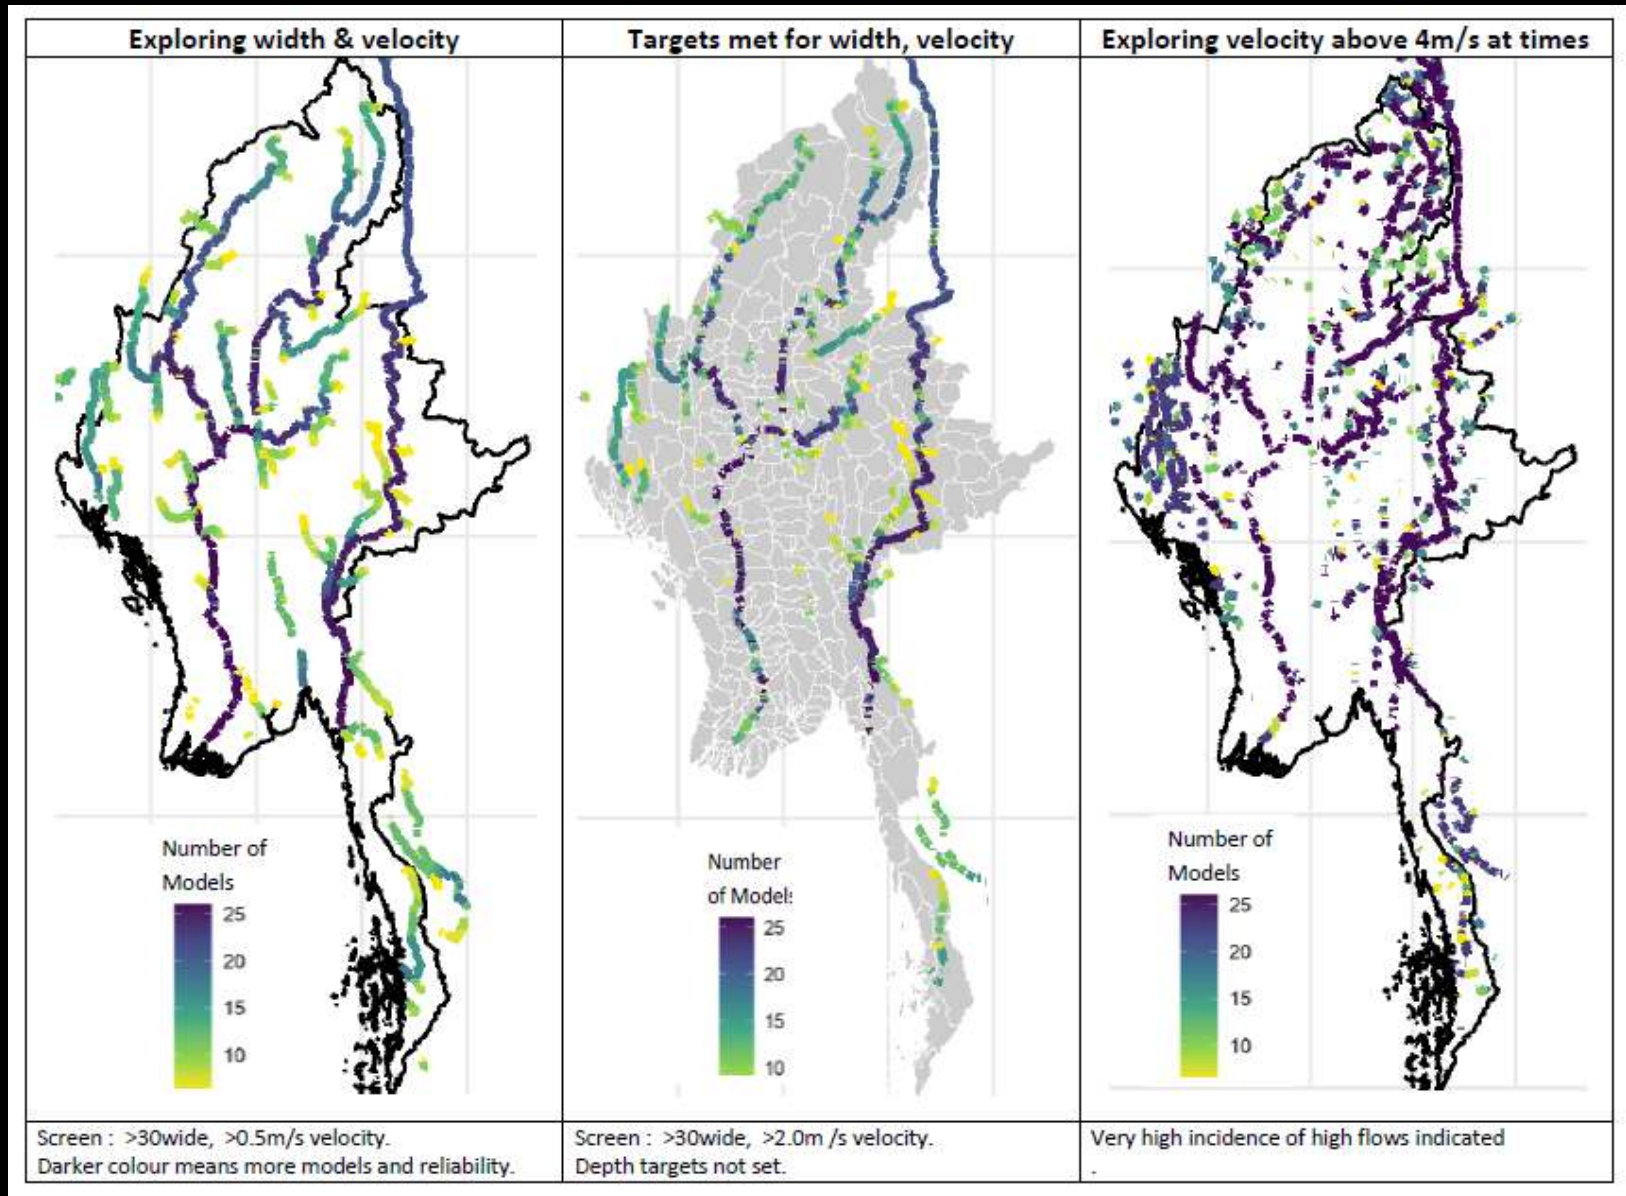 Exploring width & velocity
Targets met for width, velocity
Exploring velocity above 4m/s at times
Number of
Models
25
20
15
10
Number
of Models
25
20
15
10
Number of
Models
25
20
15
10
Screen :  >30wide,  >0.5m/s velocity.
Darker colour means more models and reliability.
Screen :  >30wide,  >2.0m /s velocity.
Depth targets not set.
Very high incidence of high flows indicated
.